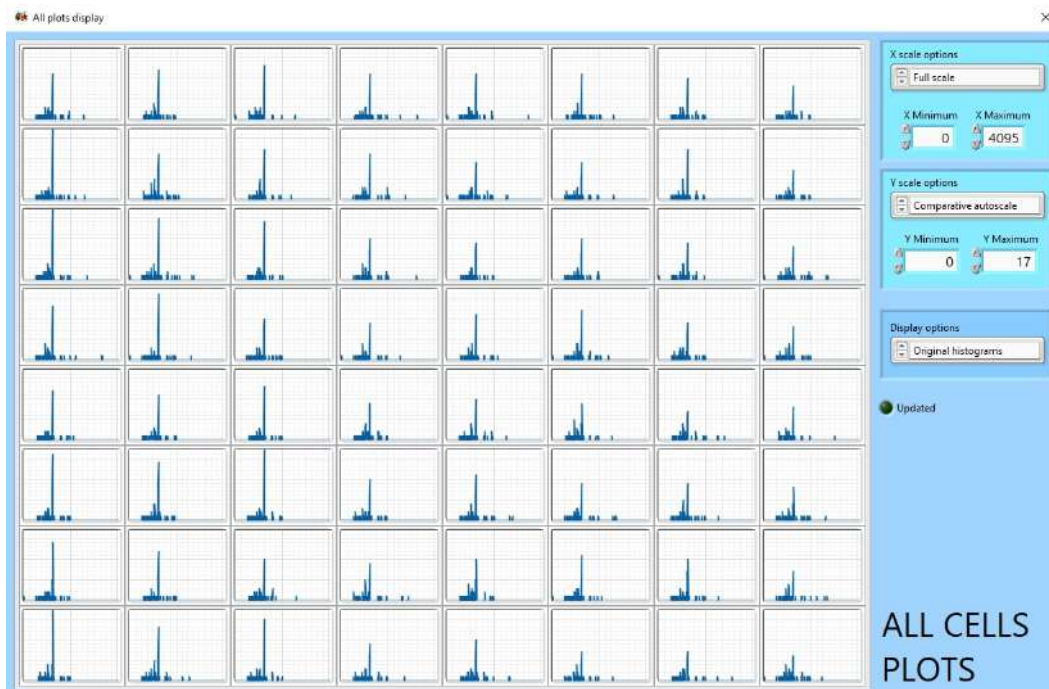 All plots display
X scale options
Full scale
X Minimum X Maximum
0 4095
Y scale options
Comparative autoscale
Y Minimum Y Maximum
0 17
Display options
Original histograms
Updated
ALL CELLS
PLOTS